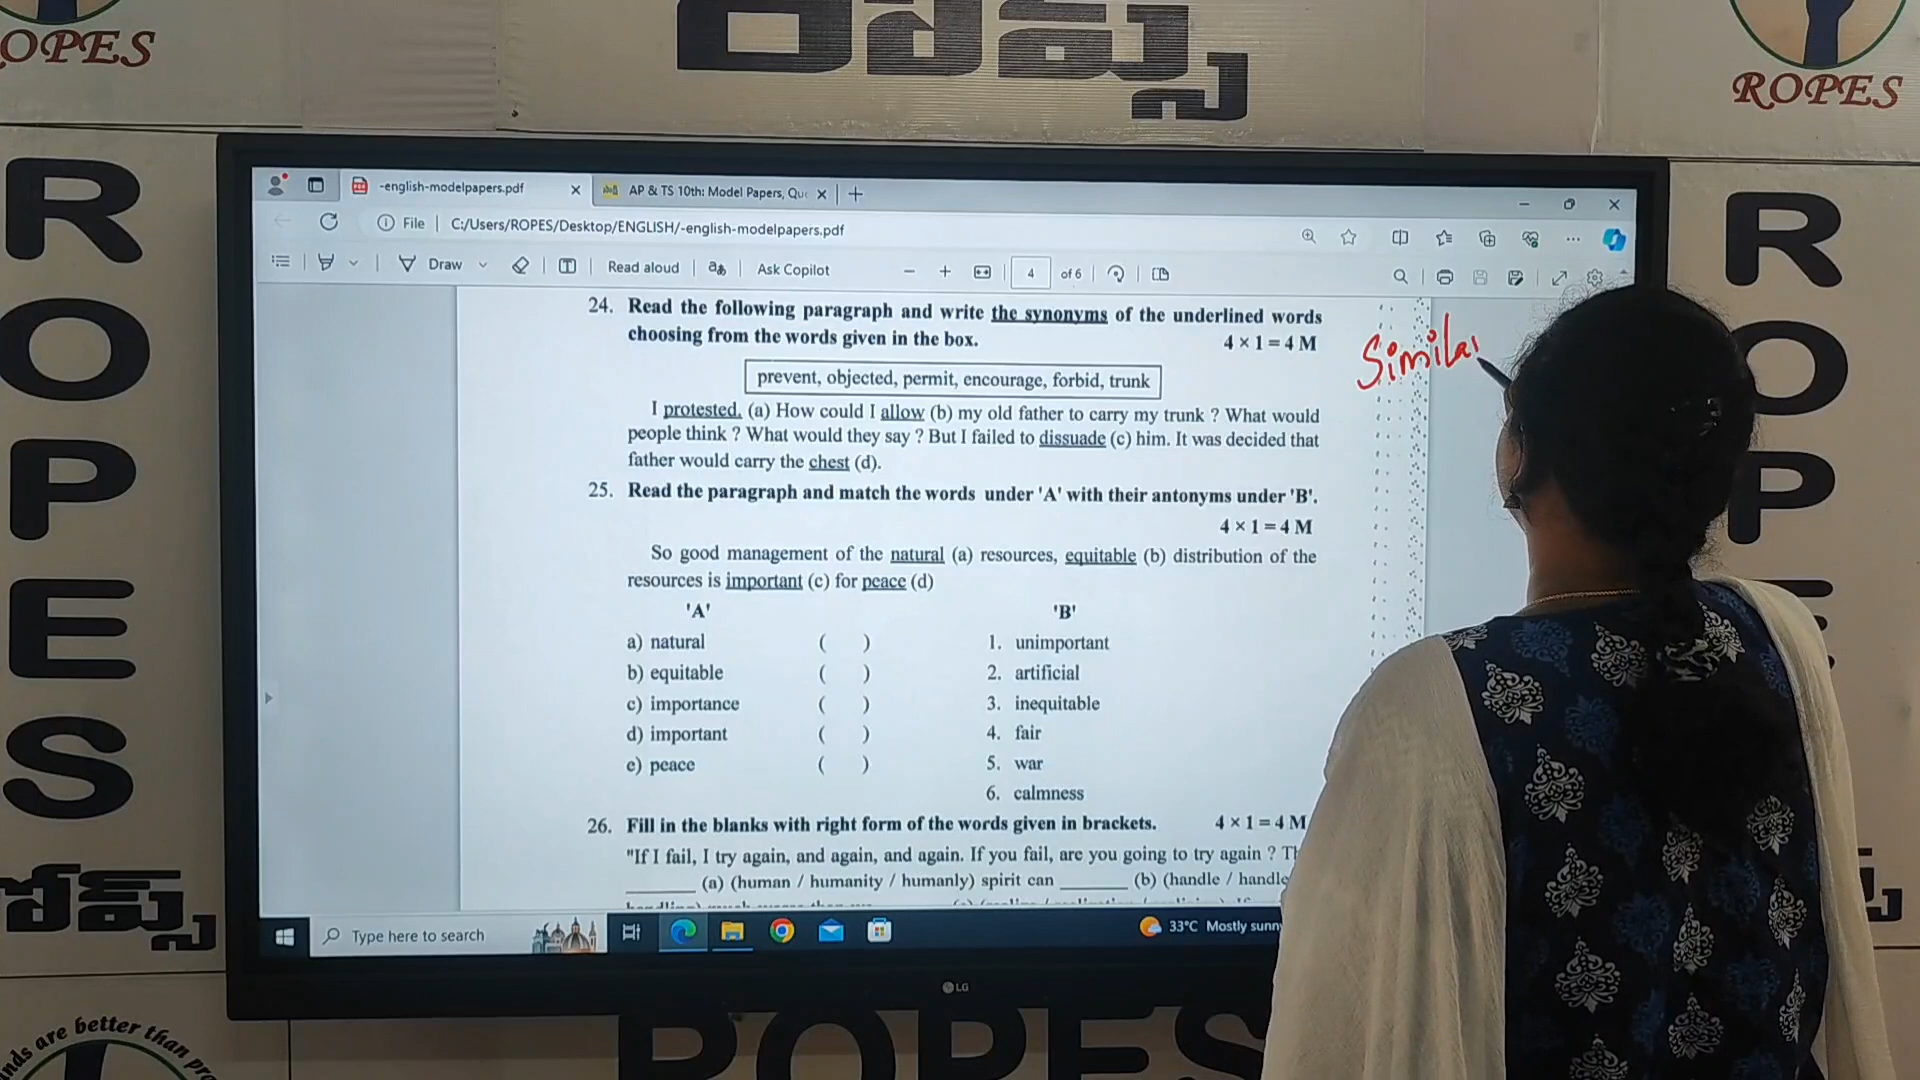 OPES
రోప్స
ROPES
ROPES
ROPES
రోప్స
-english-modelpapers.pdf
AP & TS 10th: Model Papers, Que
File | C:/Users/ROPES/Desktop/ENGLISH/-english-modelpapers.pdf
Draw
Read aloud
Ask Copilot
4 of 6
24. Read the following paragraph and write the synonyms of the underlined words
choosing from the words given in the box. 4 × 1 = 4 M
Similar
prevent, objected, permit, encourage, forbid, trunk
I protested. (a) How could I allow (b) my old father to carry my trunk ? What would
people think ? What would they say ? But I failed to dissuade (c) him. It was decided that
father would carry the chest (d).
25. Read the paragraph and match the words under 'A' with their antonyms under 'B'.
4 × 1 = 4 M
So good management of the natural (a) resources, equitable (b) distribution of the
resources is important (c) for peace (d)
'A' 'B'
a) natural ( ) 1. unimportant
b) equitable ( ) 2. artificial
c) importance ( ) 3. inequitable
d) important ( ) 4. fair
e) peace ( ) 5. war
6. calmness
26. Fill in the blanks with right form of the words given in brackets. 4 × 1 = 4 M
"If I fail, I try again, and again, and again. If you fail, are you going to try again ? Th
______ (a) (human / humanity / humanly) spirit can ______ (b) (handle / handle
Type here to search
33°C Mostly sunny
LG
ROPES
are better than